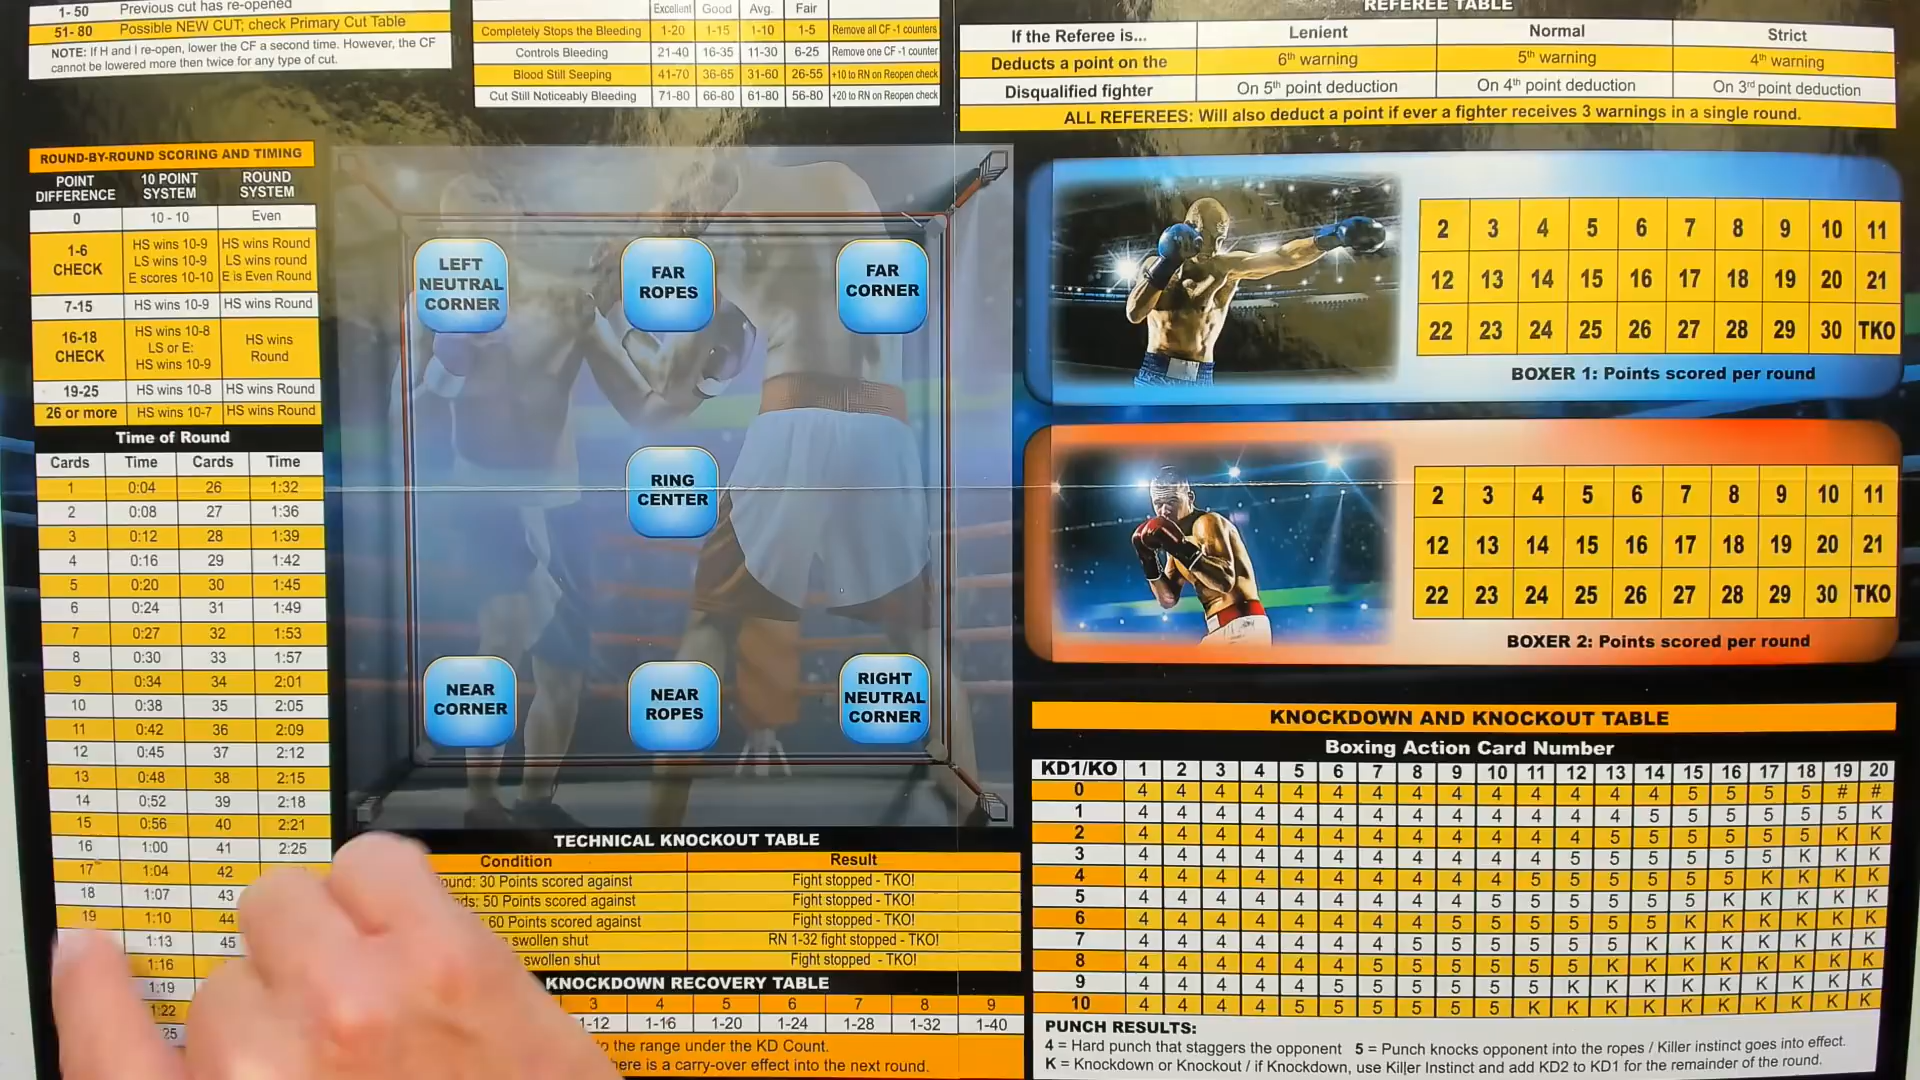 1- 50 Previous cut has re-opened
51- 80 Possible NEW CUT; check Primary Cut Table
NOTE: If H and I re-open, lower the CF a second time. However, the CF
cannot be lowered more then twice for any type of cut.
Excellent Good Avg. Fair
Completely Stops the Bleeding 1-20 1-15 1-10 1-5 Remove all CF -1 counters
Controls Bleeding 21-40 16-35 11-30 6-25 Remove one CF -1 counter
Blood Still Seeping 41-70 36-65 31-60 26-55 +10 to RN on Reopen check
Cut Still Noticeably Bleeding 71-80 66-80 61-80 56-80 +20 to RN on Reopen check
REFEREE TABLE
If the Referee is... Lenient Normal Strict
Deducts a point on the 6th warning 5th warning 4th warning
Disqualified fighter On 5th point deduction On 4th point deduction On 3rd point deduction
ALL REFEREES: Will also deduct a point if ever a fighter receives 3 warnings in a single round.
ROUND-BY-ROUND SCORING AND TIMING
POINT DIFFERENCE 10 POINT SYSTEM ROUND SYSTEM
0 10 - 10 Even
1-6 CHECK HS wins 10-9 HS wins Round
LS wins 10-9 LS wins round
E scores 10-10 E is Even Round
7-15 HS wins 10-9 HS wins Round
16-18 CHECK HS wins 10-8 HS wins Round
LS or E:
HS wins 10-9
19-25 HS wins 10-8 HS wins Round
26 or more HS wins 10-7 HS wins Round
Time of Round
Cards Time Cards Time
1 0:04 26 1:32
2 0:08 27 1:36
3 0:12 28 1:39
4 0:16 29 1:42
5 0:20 30 1:45
6 0:24 31 1:49
7 0:27 32 1:53
8 0:30 33 1:57
9 0:34 34 2:01
10 0:38 35 2:05
11 0:42 36 2:09
12 0:45 37 2:12
13 0:48 38 2:15
14 0:52 39 2:18
15 0:56 40 2:21
16 1:00 41 2:25
17 1:04 42
18 1:07 43
19 1:10 44
1:13 45
1:16
1:19
1:22
25
LEFT
NEUTRAL
CORNER
FAR
ROPES
FAR
CORNER
RING
CENTER
NEAR
CORNER
NEAR
ROPES
RIGHT
NEUTRAL
CORNER
2 3 4 5 6 7 8 9 10 11
12 13 14 15 16 17 18 19 20 21
22 23 24 25 26 27 28 29 30 TKO
BOXER 1: Points scored per round
2 3 4 5 6 7 8 9 10 11
12 13 14 15 16 17 18 19 20 21
22 23 24 25 26 27 28 29 30 TKO
BOXER 2: Points scored per round
TECHNICAL KNOCKOUT TABLE
Condition Result
30 Points scored against Fight stopped - TKO!
50 Points scored against Fight stopped - TKO!
60 Points scored against Fight stopped - TKO!
swollen shut RN 1-32 fight stopped - TKO!
swollen shut Fight stopped - TKO!
KNOCKDOWN RECOVERY TABLE
3 4 5 6 7 8 9
1-12 1-16 1-20 1-24 1-28 1-32 1-40
to the range under the KD Count.
there is a carry-over effect into the next round.
KNOCKDOWN AND KNOCKOUT TABLE
Boxing Action Card Number
KD1/KO 1 2 3 4 5 6 7 8 9 10 11 12 13 14 15 16 17 18 19 20
0 4 4 4 4 4 4 4 4 4 4 4 4 4 4 5 5 5 5 # #
1 4 4 4 4 4 4 4 4 4 4 4 4 4 5 5 5 5 5 5 K
2 4 4 4 4 4 4 4 4 4 4 4 4 5 5 5 5 5 5 K K
3 4 4 4 4 4 4 4 4 4 4 4 5 5 5 5 5 5 K K K
4 4 4 4 4 4 4 4 4 4 4 5 5 5 5 5 5 K K K K
5 4 4 4 4 4 4 4 4 4 5 5 5 5 5 5 K K K K K
6 4 4 4 4 4 4 4 4 5 5 5 5 5 5 K K K K K K
7 4 4 4 4 4 4 4 5 5 5 5 5 5 K K K K K K K
8 4 4 4 4 4 4 5 5 5 5 5 5 K K K K K K K K
9 4 4 4 4 4 5 5 5 5 5 5 K K K K K K K K K
10 4 4 4 4 5 5 5 5 5 5 K K K K K K K K K K
PUNCH RESULTS:
4 = Hard punch that staggers the opponent 5 = Punch knocks opponent into the ropes / Killer instinct goes into effect.
K = Knockdown or Knockout / if Knockdown, use Killer Instinct and add KD2 to KD1 for the remainder of the round.